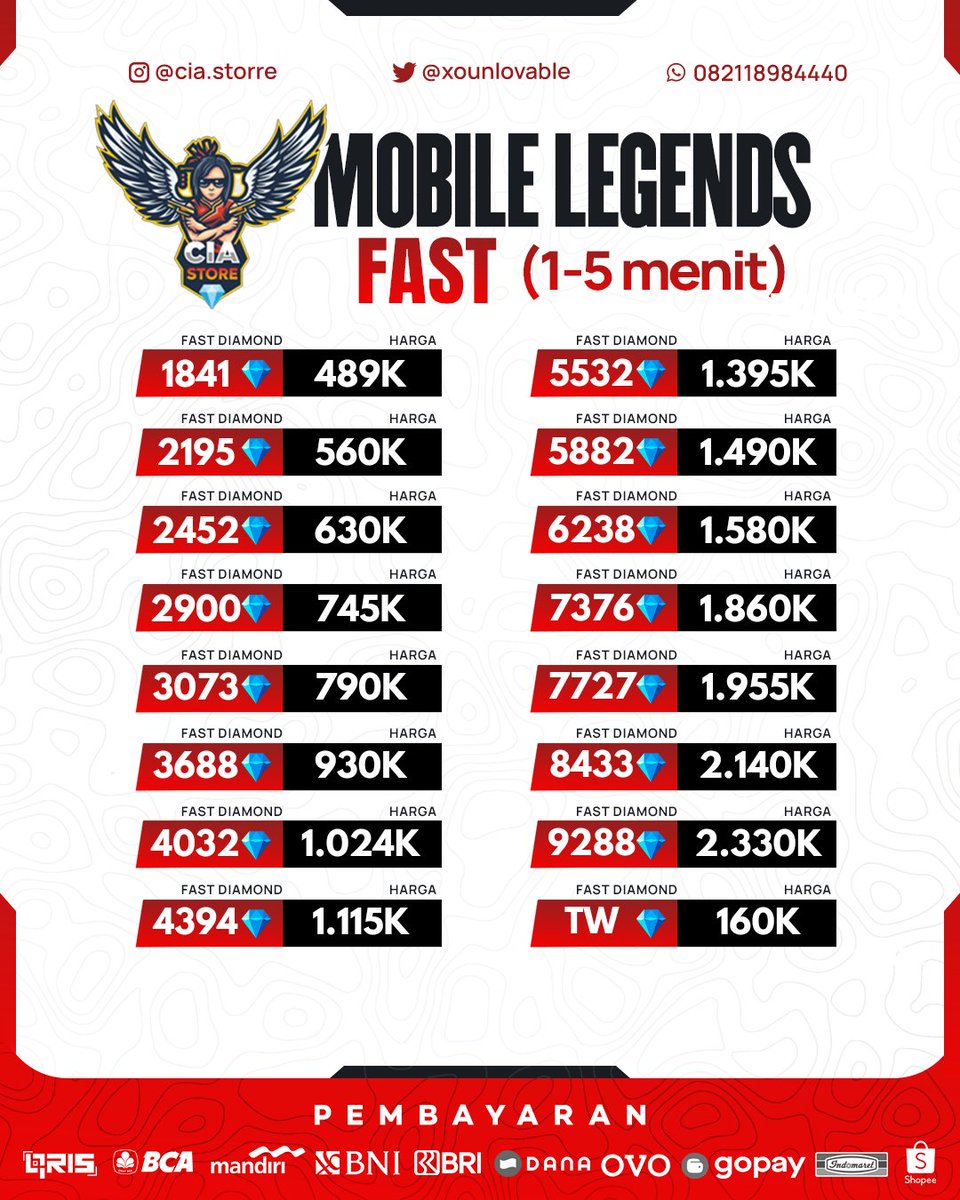 @cia.storre @xounlovable 082118984440
MOBILE LEGENDS
FAST (1-5 menit)
CIA
STORE
FAST DIAMOND HARGA
1841 489K
FAST DIAMOND HARGA
2195 560K
FAST DIAMOND HARGA
2452 630K
FAST DIAMOND HARGA
2900 745K
FAST DIAMOND HARGA
3073 790K
FAST DIAMOND HARGA
3688 930K
FAST DIAMOND HARGA
4032 1.024K
FAST DIAMOND HARGA
4394 1.115K
FAST DIAMOND HARGA
5532 1.395K
FAST DIAMOND HARGA
5882 1.490K
FAST DIAMOND HARGA
6238 1.580K
FAST DIAMOND HARGA
7376 1.860K
FAST DIAMOND HARGA
7727 1.955K
FAST DIAMOND HARGA
8433 2.140K
FAST DIAMOND HARGA
9288 2.330K
FAST DIAMOND HARGA
TW 160K
PEMBAYARAN
QRIS BCA mandiri BNI BRI DANA OVO gopay Indomaret S
Shopee